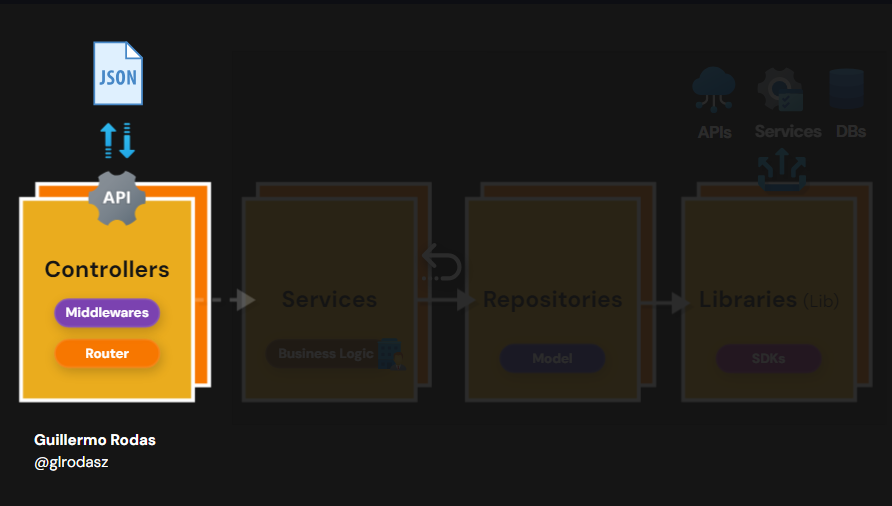 JSON
APIs
Services
DBs
API
Controllers
Middlewares
Router
Services
Business Logic
Repositories
Model
Libraries (Lib)
SDKs
Guillermo Rodas
@glrodasz